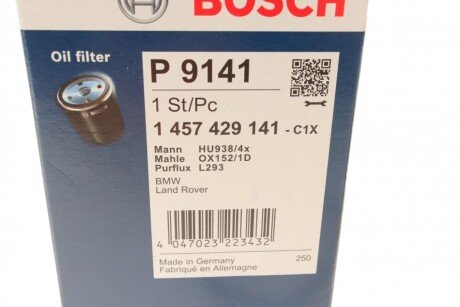 BOSCH
Oil filter
P 9141
1 St/Pc
1 457 429 141 - C1X
Mann HU938/4x
Mahle OX152/1D
Purflux L293
BMW
Land Rover
4 047023 223432
Made in Germany 250
Fabriqué en Allemagne